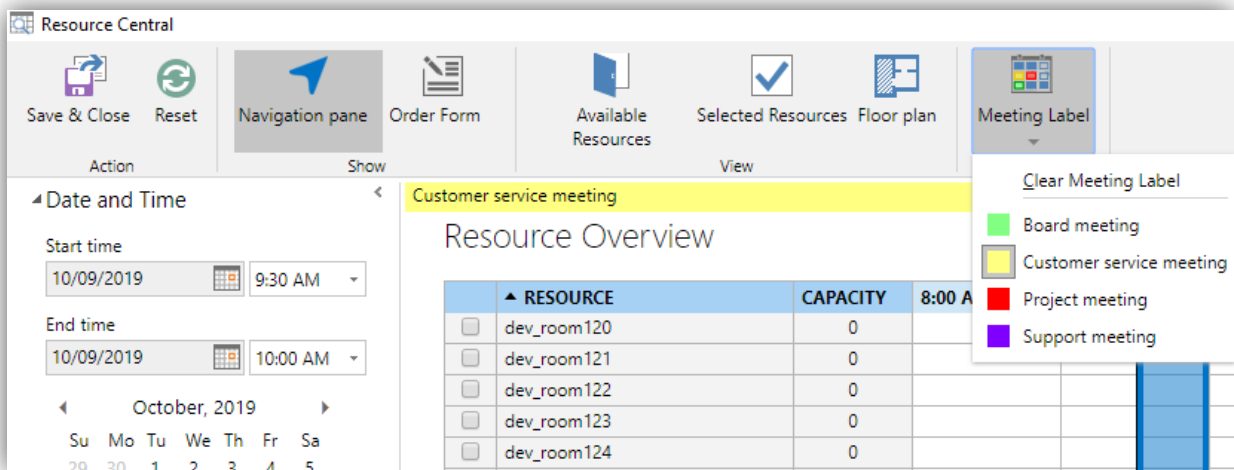 Resource Central
Save & Close
Reset
Navigation pane
Order Form
Available
Resources
Selected Resources
Floor plan
Meeting Label
Action
Show
View
Clear Meeting Label
Board meeting
Customer service meeting
Project meeting
Support meeting
Date and Time
Start time
10/09/2019 9:30 AM
End time
10/09/2019 10:00 AM
October, 2019
Su Mo Tu We Th Fr Sa
29 30 1 2 3 4 5
Customer service meeting
Resource Overview
RESOURCE CAPACITY 8:00 A
dev_room120 0
dev_room121 0
dev_room122 0
dev_room123 0
dev_room124 0